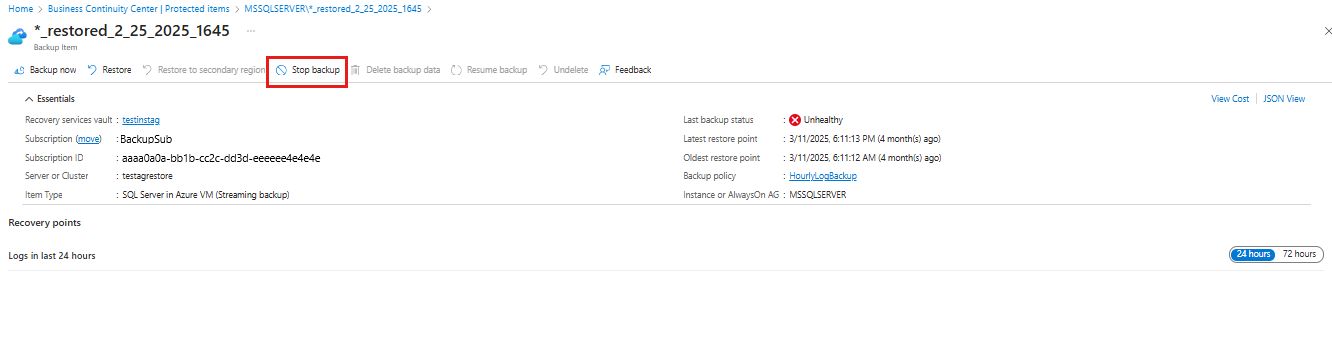 Home > Business Continuity Center | Protected items > MSSQLSERVER\*_restored_2_25_2025_1645 >
*_restored_2_25_2025_1645 ...
Backup Item
Backup now Restore Restore to secondary region Stop backup Delete backup data Resume backup Undelete Feedback
Essentials View Cost JSON View
Recovery services vault : testinstag Last backup status : Unhealthy
Subscription (move) : BackupSub Latest restore point : 3/11/2025, 6:11:13 PM (4 month(s) ago)
Subscription ID : aaaa0a0a-bb1b-cc2c-dd3d-eeeeee4e4e4e Oldest restore point : 3/11/2025, 6:11:12 AM (4 month(s) ago)
Server or Cluster : testagrestore Backup policy : HourlyLogBackup
Item Type : SQL Server in Azure VM (Streaming backup) Instance or AlwaysOn AG : MSSQLSERVER
Recovery points
Logs in last 24 hours 24 hours 72 hours